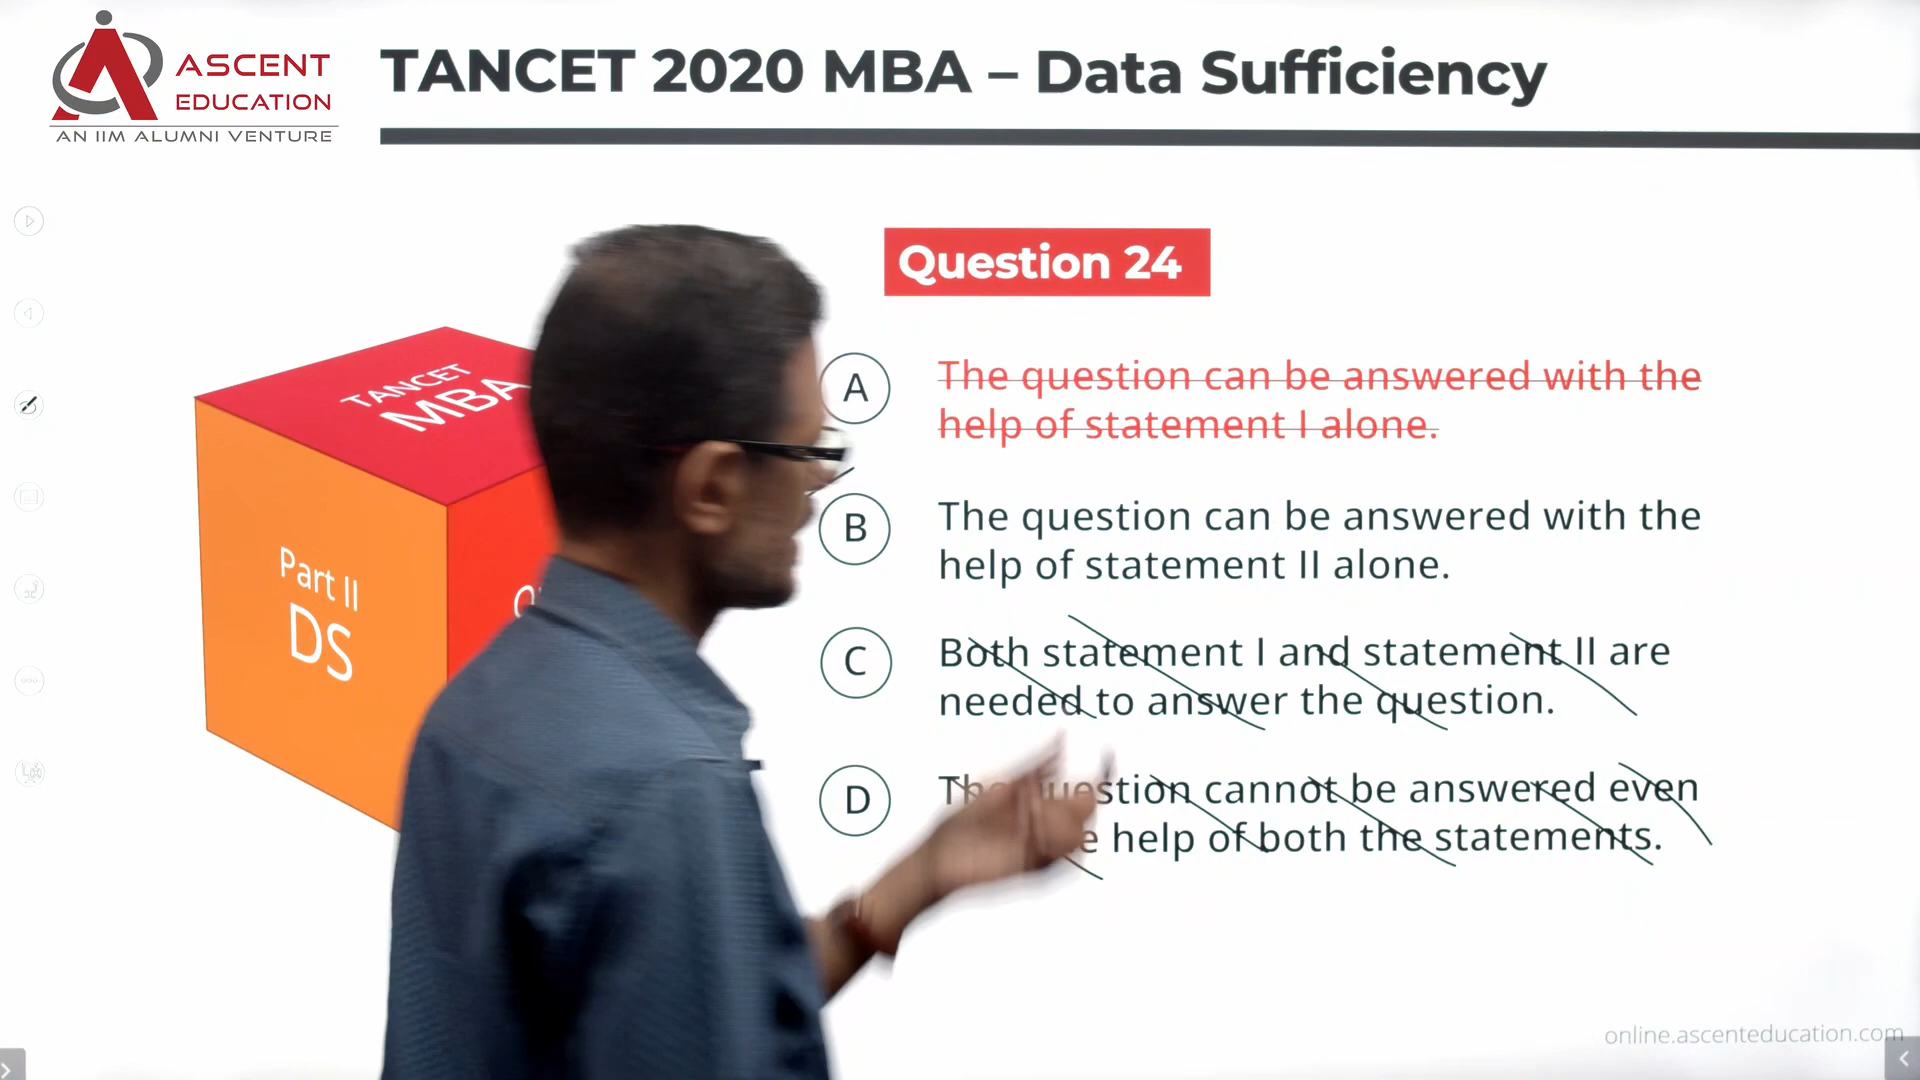 ASCENT
EDUCATION
AN IIM ALUMNI VENTURE
TANCET 2020 MBA – Data Sufficiency
Question 24
TANCET
MBA
Part II
DS
A
The question can be answered with the
help of statement I alone.
B
The question can be answered with the
help of statement II alone.
C
Both statement I and statement II are
needed to answer the question.
D
The question cannot be answered even
help of both the statements.
online.ascenteducation.com